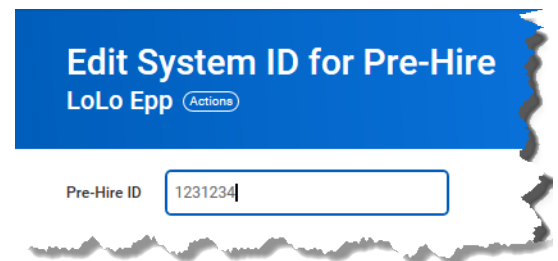 Edit System ID for Pre-Hire
LoLo Epp Actions
Pre-Hire ID 1231234